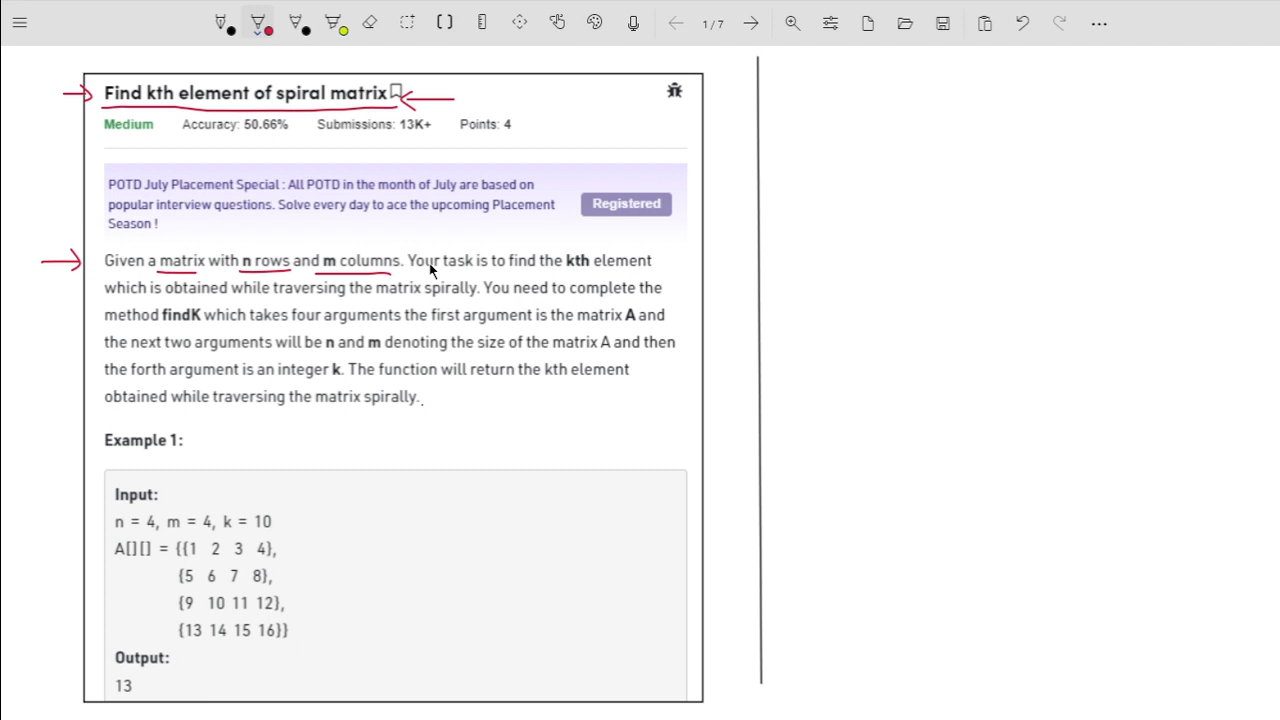 1 / 7
Find kth element of spiral matrix
Medium Accuracy: 50.66% Submissions: 13K+ Points: 4
POTD July Placement Special : All POTD in the month of July are based on
popular interview questions. Solve every day to ace the upcoming Placement
Season !
Registered
Given a matrix with n rows and m columns. Your task is to find the kth element
which is obtained while traversing the matrix spirally. You need to complete the
method findK which takes four arguments the first argument is the matrix A and
the next two arguments will be n and m denoting the size of the matrix A and then
the forth argument is an integer k. The function will return the kth element
obtained while traversing the matrix spirally.
Example 1:
Input:
n = 4, m = 4, k = 10
A[][] = {{1 2 3 4},
{5 6 7 8},
{9 10 11 12},
{13 14 15 16}}
Output:
13